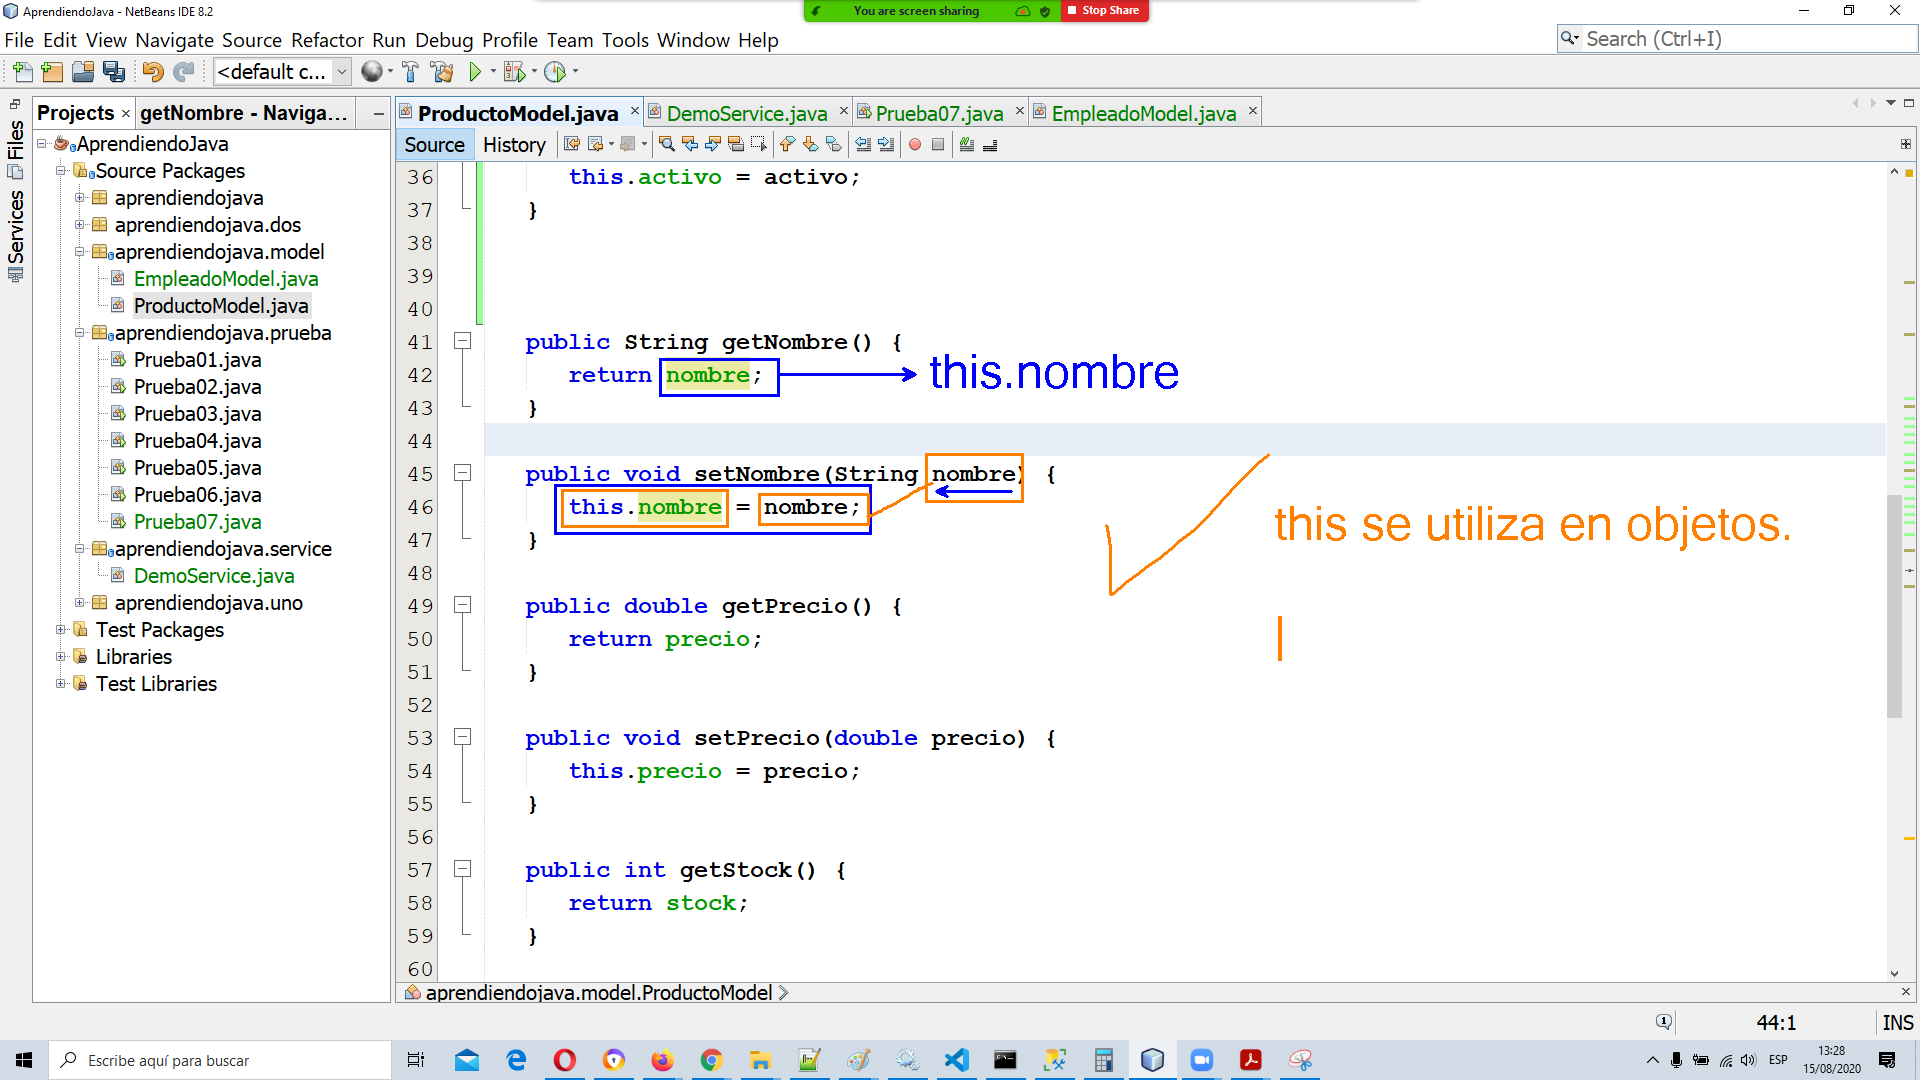 AprendiendoJava - NetBeans IDE 8.2
You are screen sharing
Stop Share
File Edit View Navigate Source Refactor Run Debug Profile Team Tools Window Help
Search (Ctrl+I)
<default c...
Files
Services
Projects
getNombre - Naviga...
AprendiendoJava
Source Packages
aprendiendojava
aprendiendojava.dos
aprendiendojava.model
EmpleadoModel.java
ProductoModel.java
aprendiendojava.prueba
Prueba01.java
Prueba02.java
Prueba03.java
Prueba04.java
Prueba05.java
Prueba06.java
Prueba07.java
aprendiendojava.service
DemoService.java
aprendiendojava.uno
Test Packages
Libraries
Test Libraries
ProductoModel.java
DemoService.java
Prueba07.java
EmpleadoModel.java
Source
History
36 this.activo = activo;
37 }
38
39
40
41 public String getNombre() {
42 return nombre;
this.nombre
43 }
44
45 public void setNombre(String nombre) {
46 this.nombre = nombre;
this se utiliza en objetos.
47 }
48
49 public double getPrecio() {
50 return precio;
51 }
52
53 public void setPrecio(double precio) {
54 this.precio = precio;
55 }
56
57 public int getStock() {
58 return stock;
59 }
60
aprendiendojava.model.ProductoModel
44:1
INS
Escribe aquí para buscar
ESP
13:28
15/08/2020